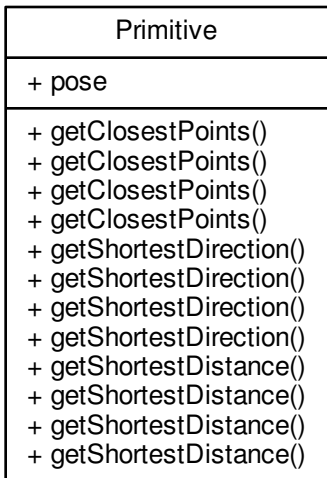 Primitive
+ pose
+ getClosestPoints()
+ getClosestPoints()
+ getClosestPoints()
+ getClosestPoints()
+ getShortestDirection()
+ getShortestDirection()
+ getShortestDirection()
+ getShortestDirection()
+ getShortestDistance()
+ getShortestDistance()
+ getShortestDistance()
+ getShortestDistance()